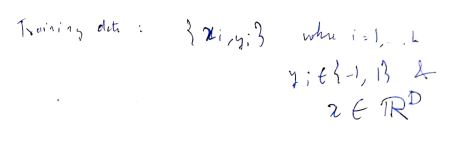 Training data : {xi, yi} where i=1,...L
yi ∈ {-1, 1} &
x ∈ ℝᴰ